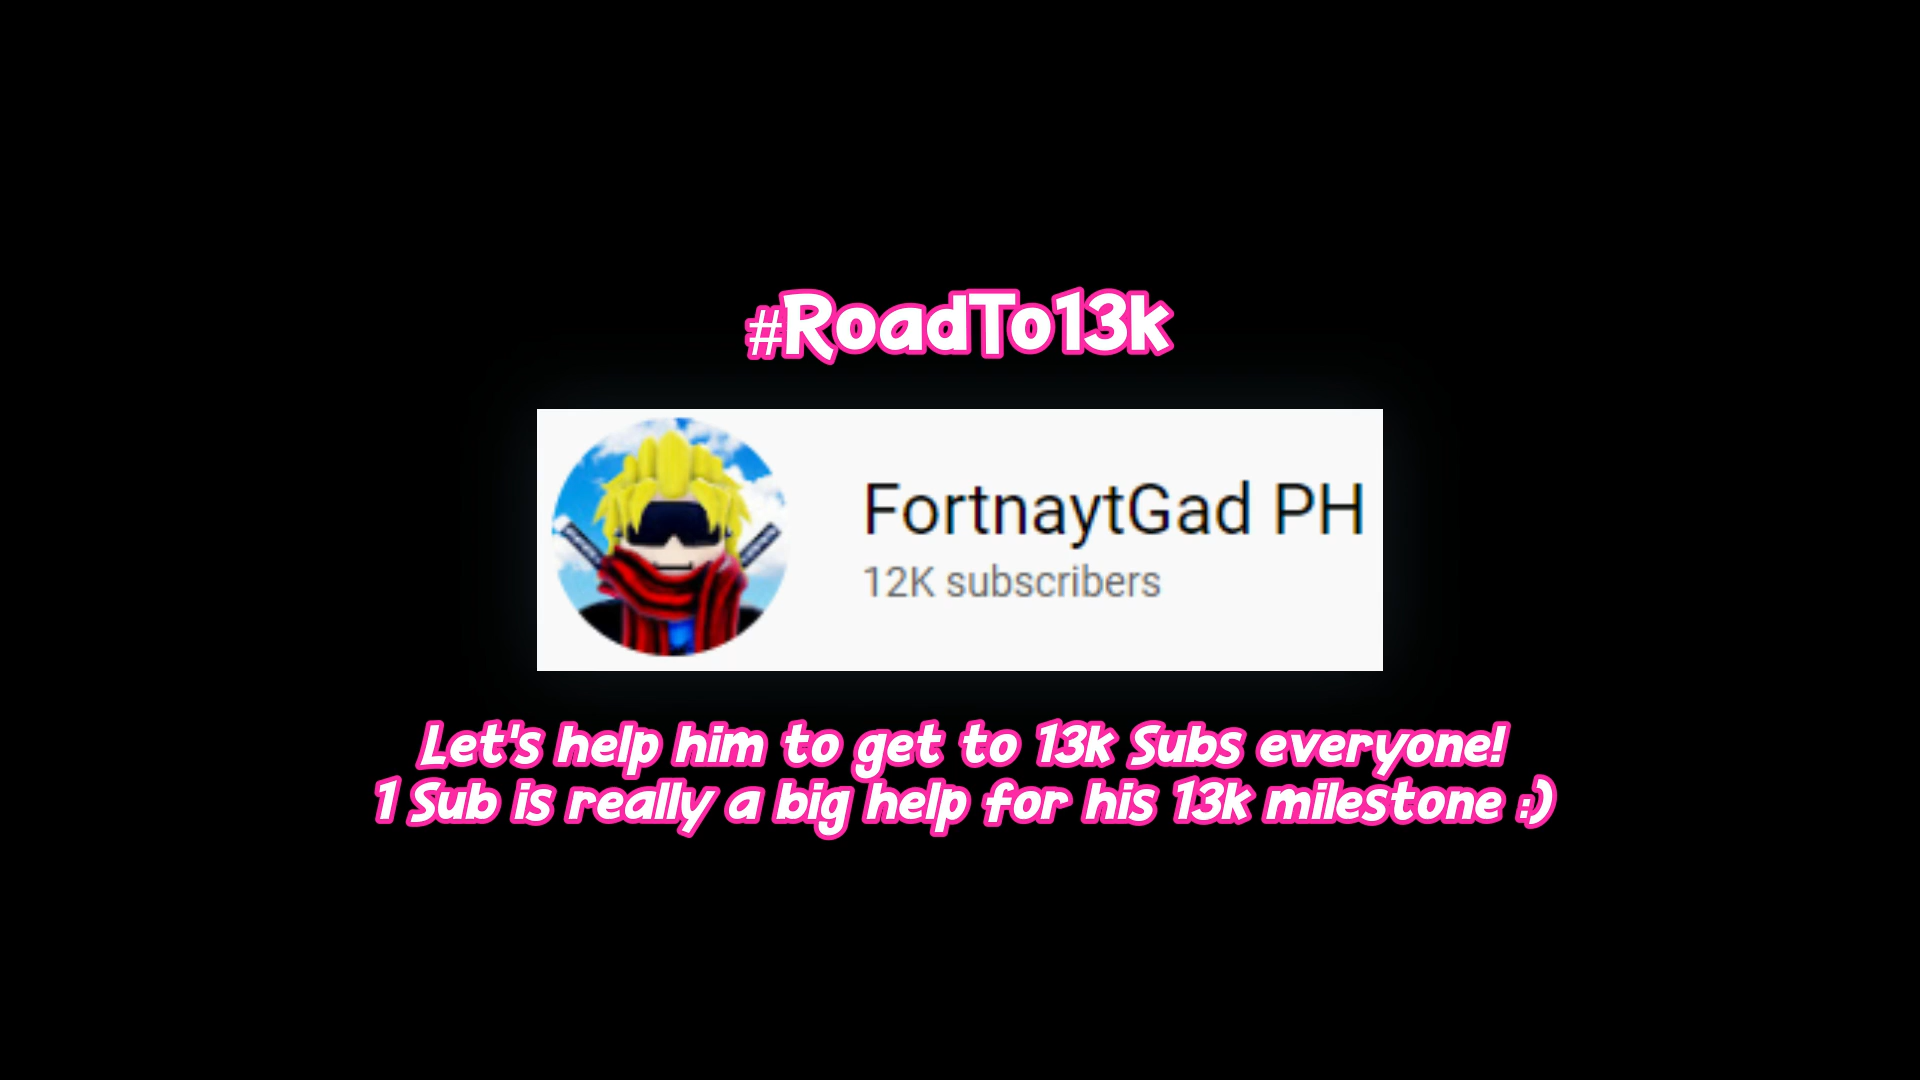 #RoadTo13k
FortnaytGad PH
12K subscribers
Let's help him to get to 13k Subs everyone!
1 Sub is really a big help for his 13k milestone :)